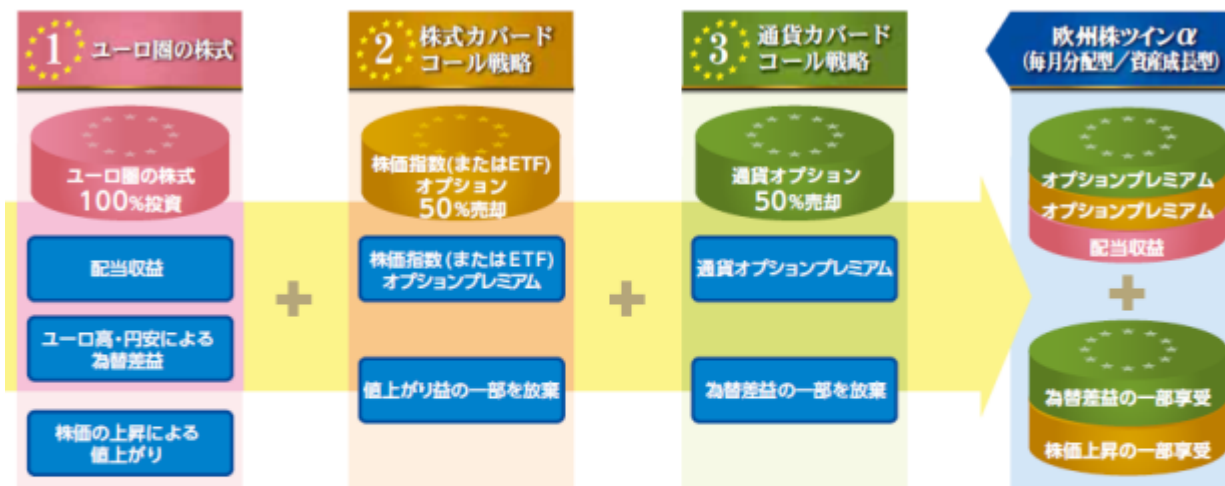 1 ユーロ圏の株式
ユーロ圏の株式
100%投資
配当収益
ユーロ高・円安による
為替差益
株価の上昇による
値上がり
2 株式カバード
コール戦略
株価指数(またはETF)
オプション
50%売却
株価指数(またはETF)
オプションプレミアム
値上がり益の一部を放棄
3 通貨カバード
コール戦略
通貨オプション
50%売却
通貨オプションプレミアム
為替差益の一部を放棄
欧州株ツインα
(毎月分配型/資産成長型)
オプションプレミアム
オプションプレミアム
配当収益
為替差益の一部享受
株価上昇の一部享受